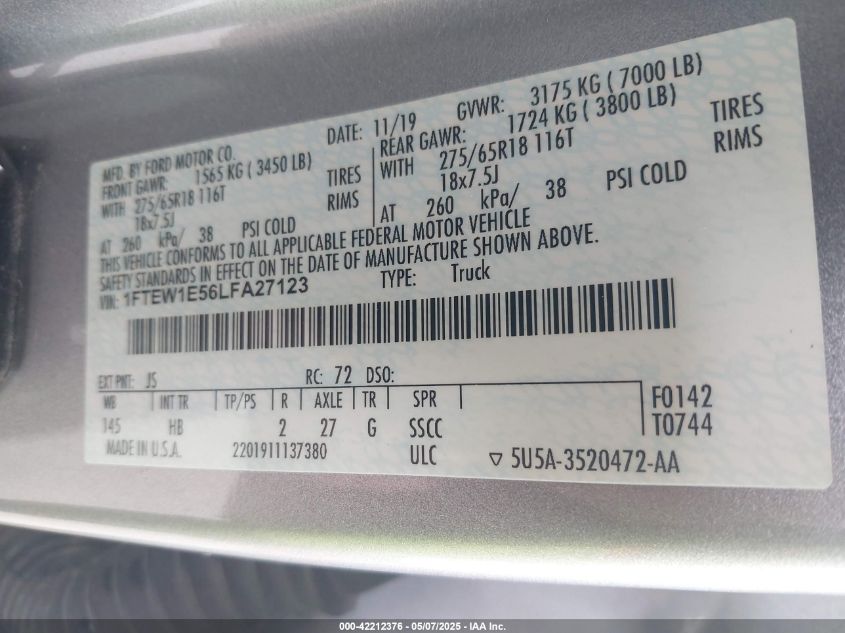 MFD. BY FORD MOTOR CO.
DATE: 11/19 GVWR: 3175 KG ( 7000 LB)
FRONT GAWR: 1565 KG ( 3450 LB)
WITH 275/65R18 116T TIRES
18x7.5J RIMS
AT 260 kPa/ 38 PSI COLD
REAR GAWR: 1724 KG ( 3800 LB)
WITH 275/65R18 116T TIRES
18x7.5J RIMS
AT 260 kPa/ 38 PSI COLD
THIS VEHICLE CONFORMS TO ALL APPLICABLE FEDERAL MOTOR VEHICLE
SAFETY STANDARDS IN EFFECT ON THE DATE OF MANUFACTURE SHOWN ABOVE.
VIN: 1FTEW1E56LFA27123 TYPE: Truck
EXT PNT: JS RC: 72 DSO:
WB INT TR TP/PS R AXLE TR SPR F0142
145 HB 2 27 G SSCC T0744
MADE IN U.S.A. 2201911137380 ULC ▽ 5U5A-3520472-AA
000-42212376 - 05/07/2025 - IAA Inc.